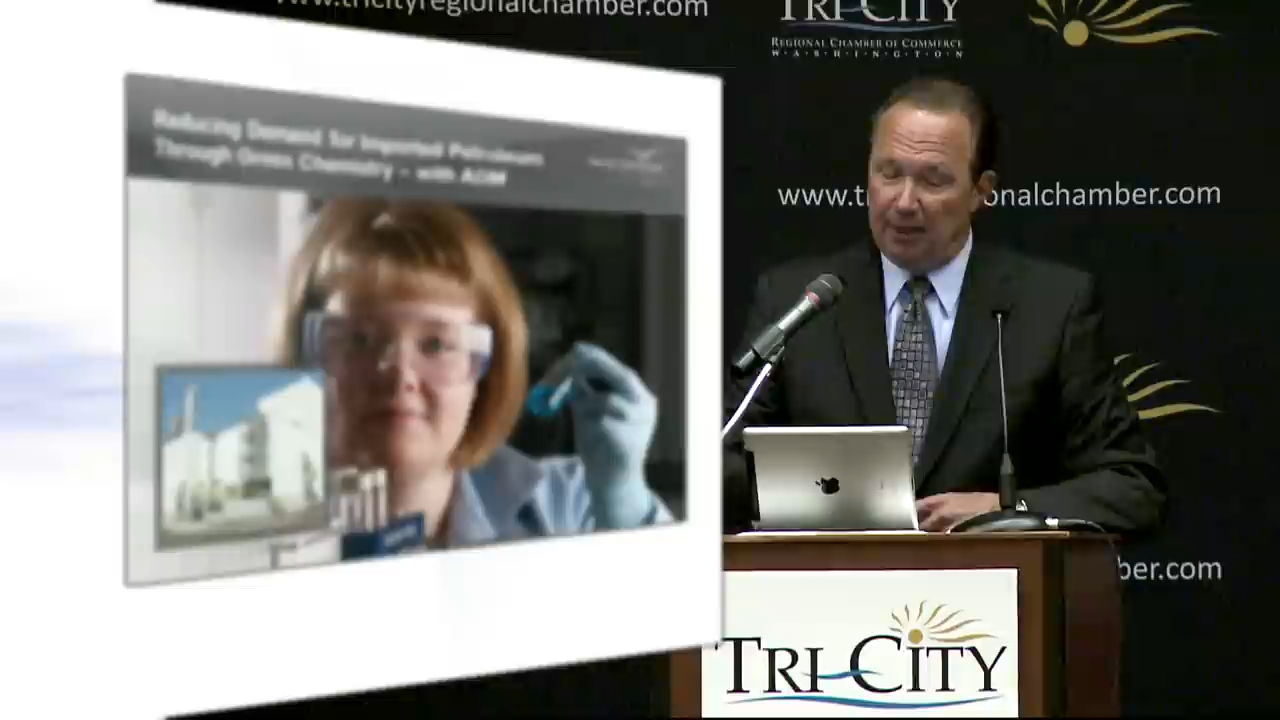 www.tricityregionalchamber.com
TRI-CITY
REGIONAL CHAMBER OF COMMERCE
W·A·S·H·I·N·G·T·O·N
Reducing Demand for Imported Petroleum
Through Green Chemistry – with ADM
www.tri
onalchamber.com
ber.com
TRI-CITY